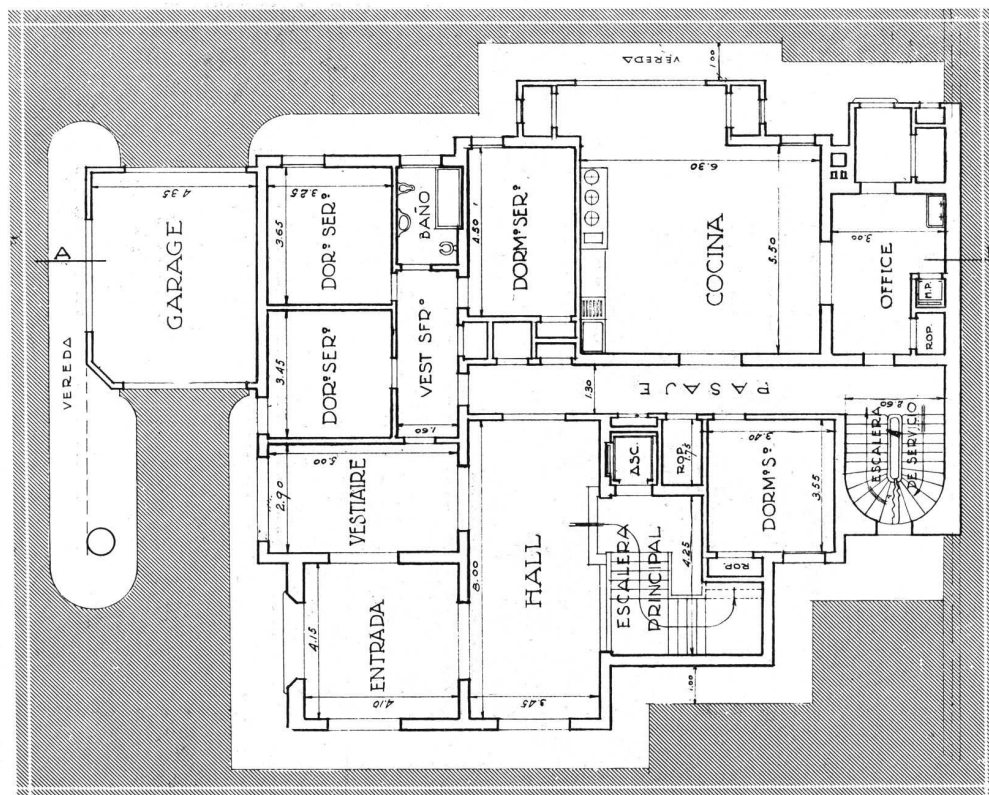 VEREDA
1.00
6.30
4.35
3.25
DORº SERº
3.65
BAÑO
4.50
DORMº SERº
COCINA
5.50
3.00
OFFICE
M.P.
ROP.
A
GARAGE
VEREDA
DORº SERº
3.45
VEST SERº
1.60
1.30
PASAJE
2.60
ESCALERA
DE SERVICIO
5.00
2.90
VESTIAIRE
ASC.
ROP.
1.75
3.40
DORMº Sº
3.55
ROP.
HALL
8.00
ESCALERA
PRINCIPAL
4.25
4.15
ENTRADA
4.10
3.45
1.00